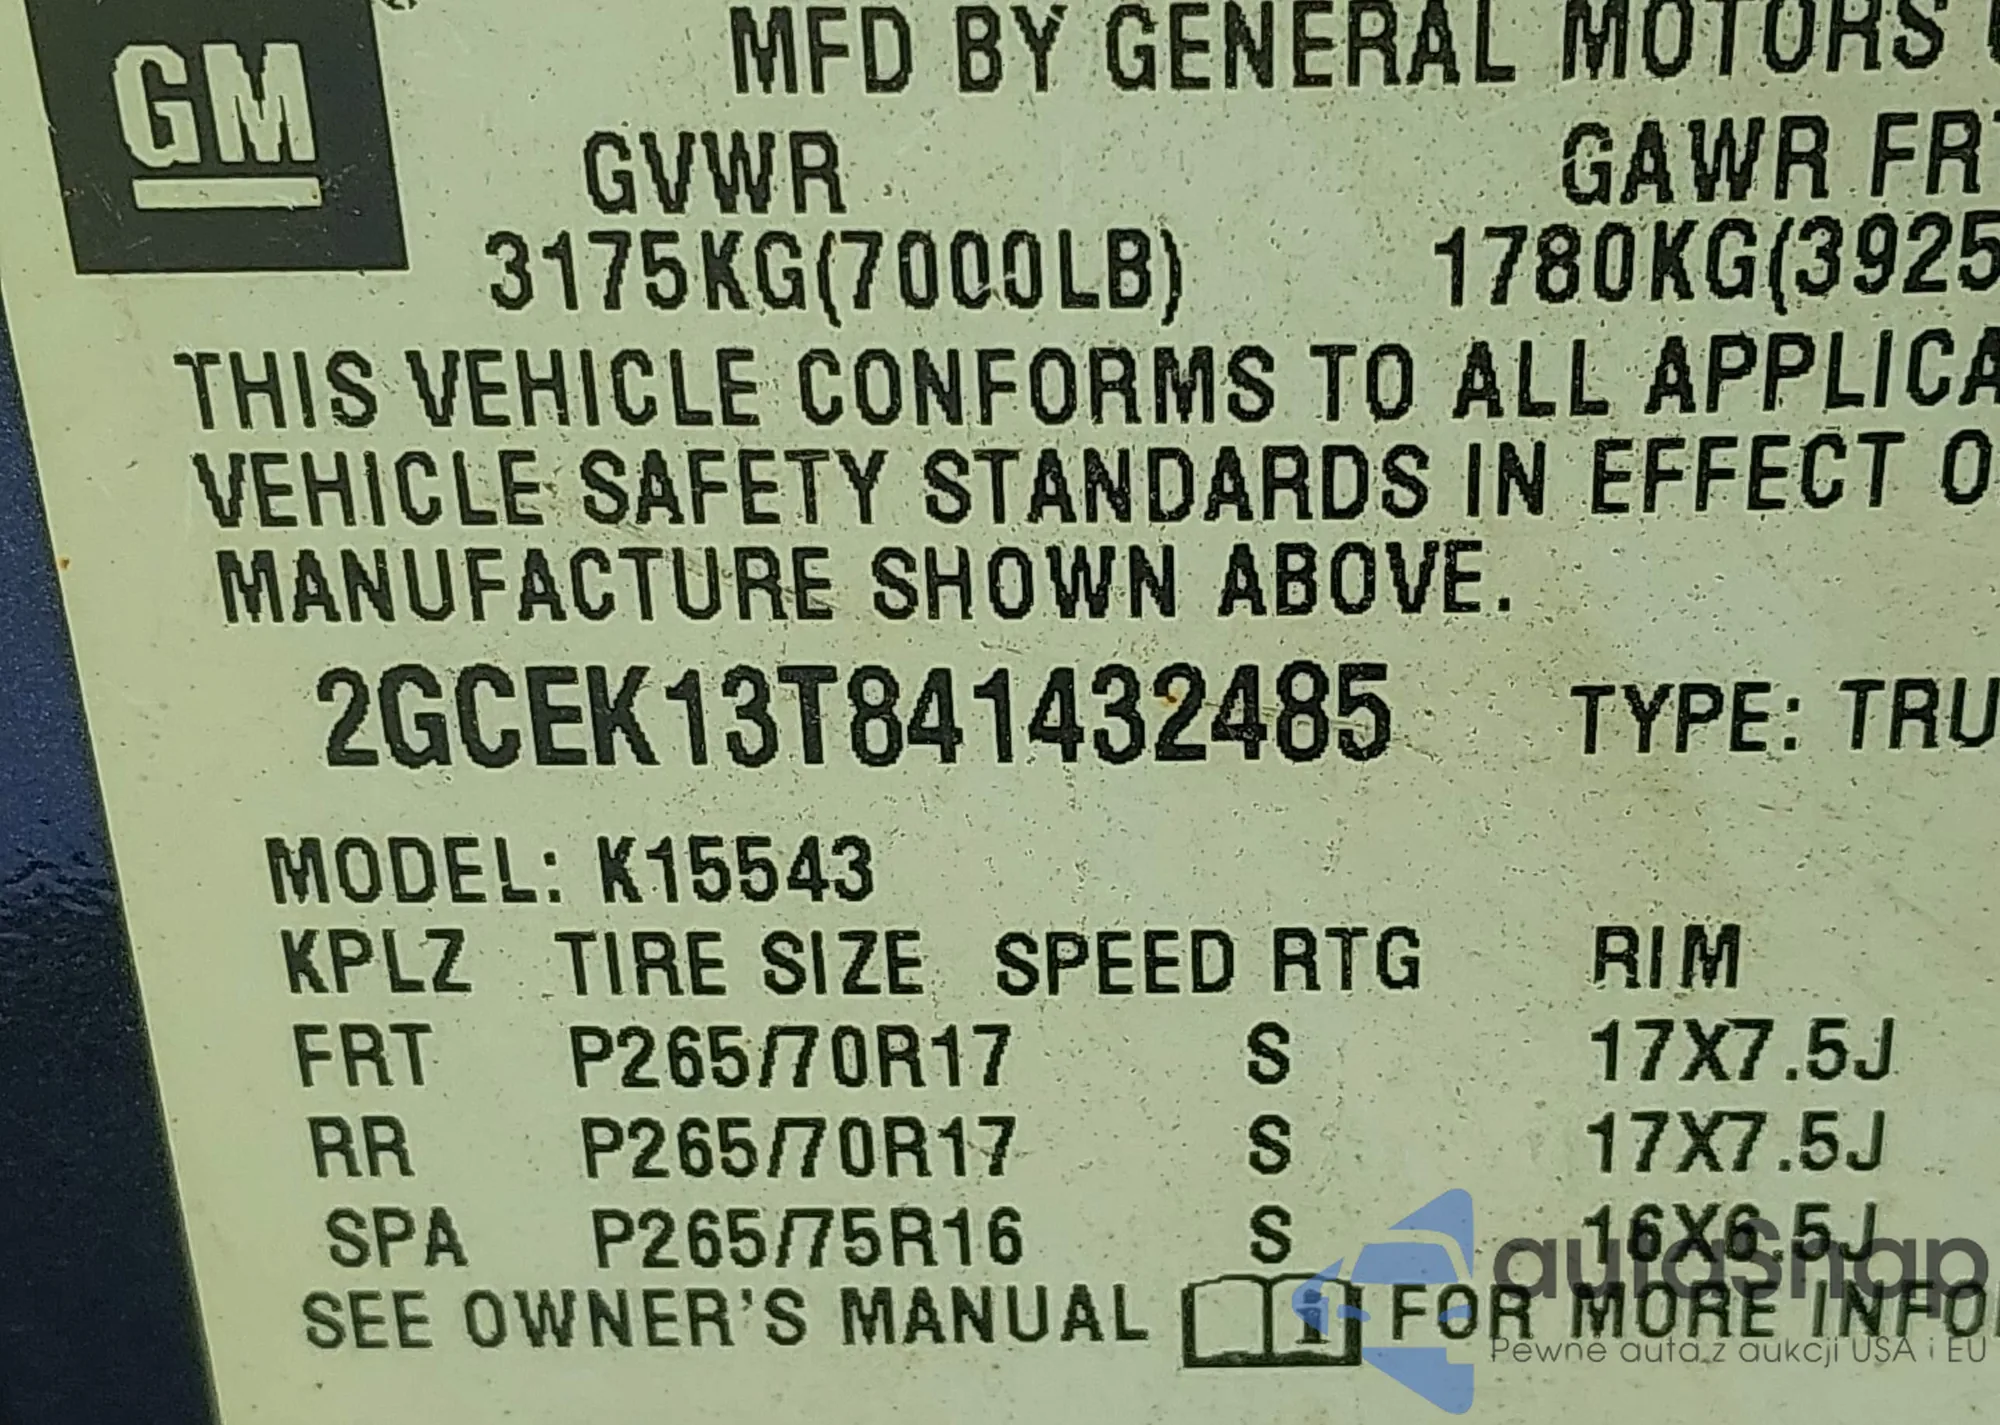 GM
MFD BY GENERAL MOTORS
GVWR GAWR FRT
3175KG(7000LB) 1780KG(3925
THIS VEHICLE CONFORMS TO ALL APPLICA
VEHICLE SAFETY STANDARDS IN EFFECT O
MANUFACTURE SHOWN ABOVE.
2GCEK13T841432485 TYPE: TRU
MODEL: K15543
KPLZ TIRE SIZE SPEED RTG RIM
FRT P265/70R17 S 17X7.5J
RR P265/70R17 S 17X7.5J
SPA P265/75R16 S 16X6.5J
SEE OWNER'S MANUAL i FOR MORE INFO
autaSnap
Pewne auta z aukcji USA i EU